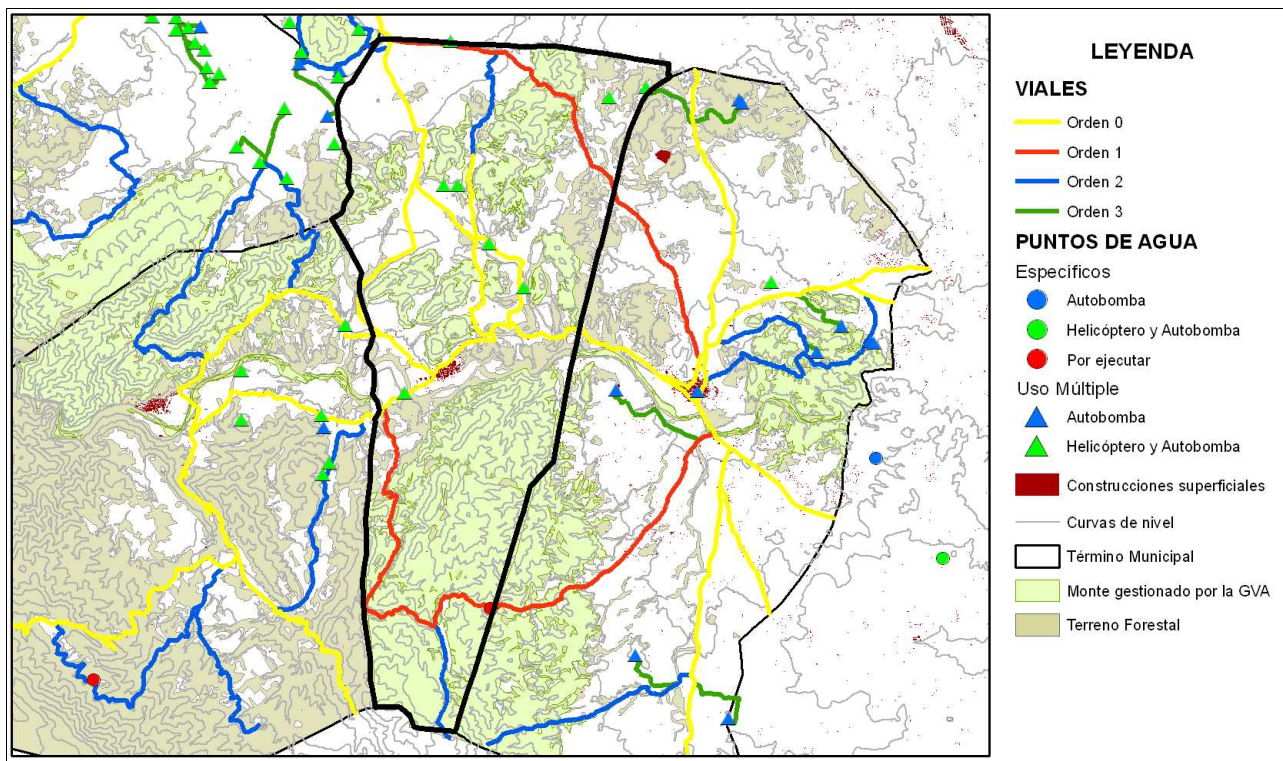 LEYENDA
VIALES
Orden 0
Orden 1
Orden 2
Orden 3
PUNTOS DE AGUA
Específicos
Autobomba
Helicóptero y Autobomba
Por ejecutar
Uso Múltiple
Autobomba
Helicóptero y Autobomba
Construcciones superficiales
Curvas de nivel
Término Municipal
Monte gestionado por la GVA
Terreno Forestal